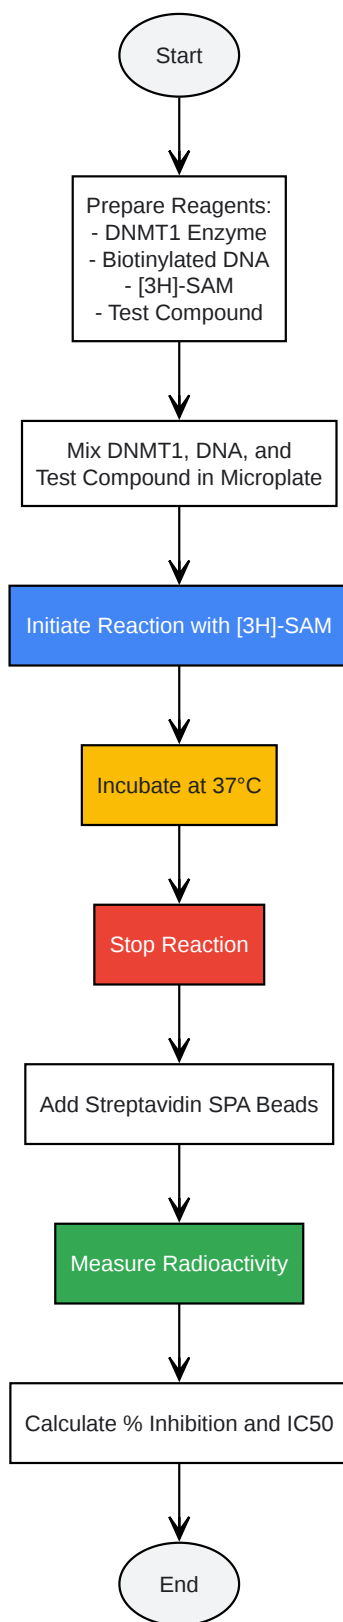 Start
Prepare Reagents:
- DNMT1 Enzyme
- Biotinylated DNA
- [3H]-SAM
- Test Compound
Mix DNMT1, DNA, and
Test Compound in Microplate
Initiate Reaction with [3H]-SAM
Incubate at 37°C
Stop Reaction
Add Streptavidin SPA Beads
Measure Radioactivity
Calculate % Inhibition and IC50
End